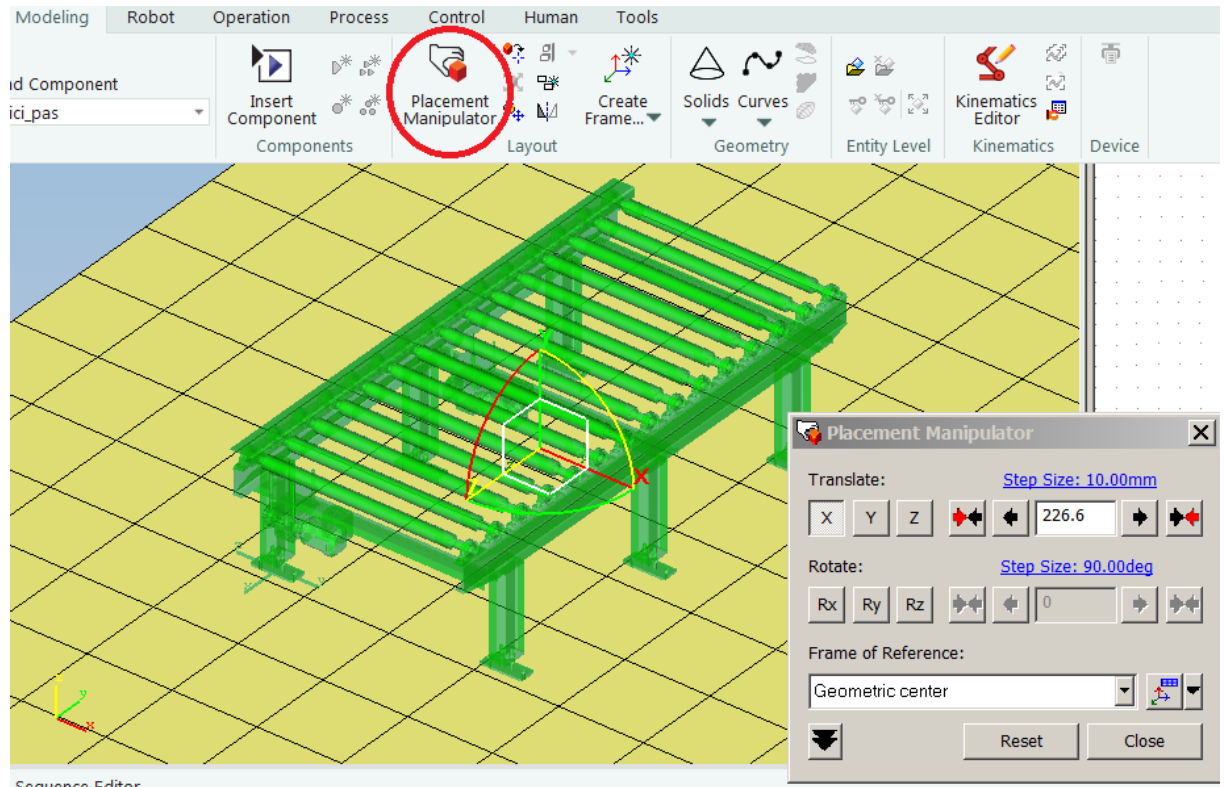 Modeling Robot Operation Process Control Human Tools
nd Component
ici_pas
Insert
Component
Placement
Manipulator
Create
Frame...
Solids Curves
Kinematics
Editor
Components Layout Geometry Entity Level Kinematics Device
X
z
y
x
Placement Manipulator
Translate: Step Size: 10.00mm
X Y Z 226.6
Rotate: Step Size: 90.00deg
Rx Ry Rz 0
Frame of Reference:
Geometric center
Reset Close
Sequence Editor